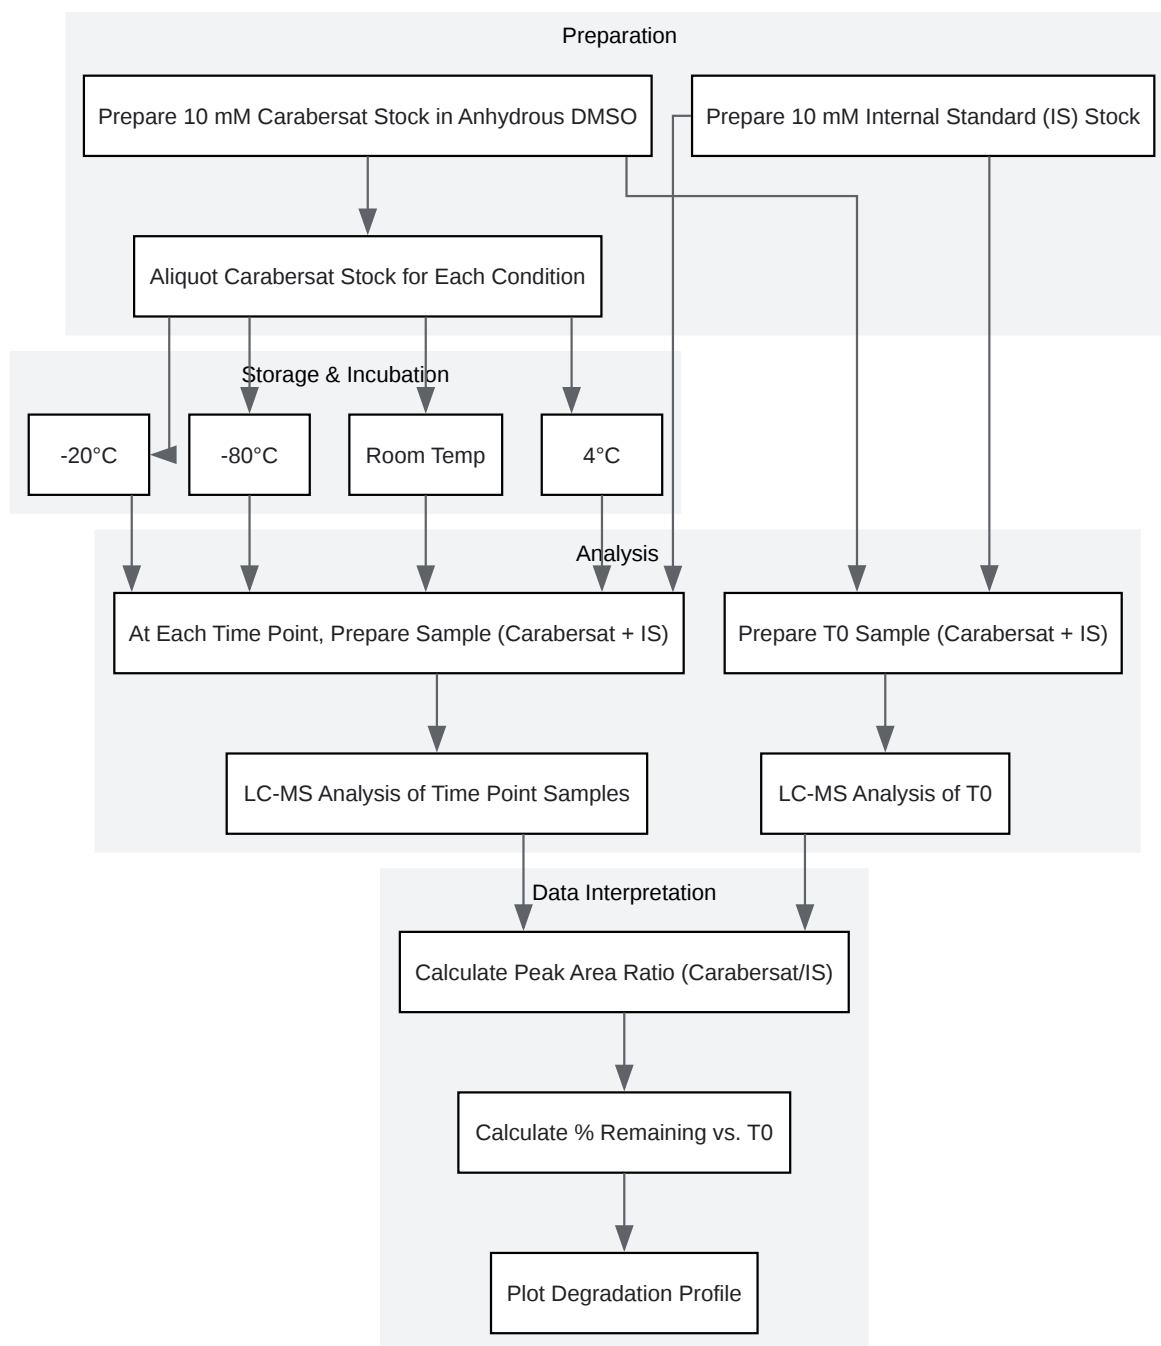 Preparation
Prepare 10 mM Carabersat Stock in Anhydrous DMSO
Prepare 10 mM Internal Standard (IS) Stock
Aliquot Carabersat Stock for Each Condition
Storage & Incubation
-20°C
-80°C
Room Temp
4°C
Analysis
At Each Time Point, Prepare Sample (Carabersat + IS)
Prepare T0 Sample (Carabersat + IS)
LC-MS Analysis of Time Point Samples
LC-MS Analysis of T0
Data Interpretation
Calculate Peak Area Ratio (Carabersat/IS)
Calculate % Remaining vs. T0
Plot Degradation Profile